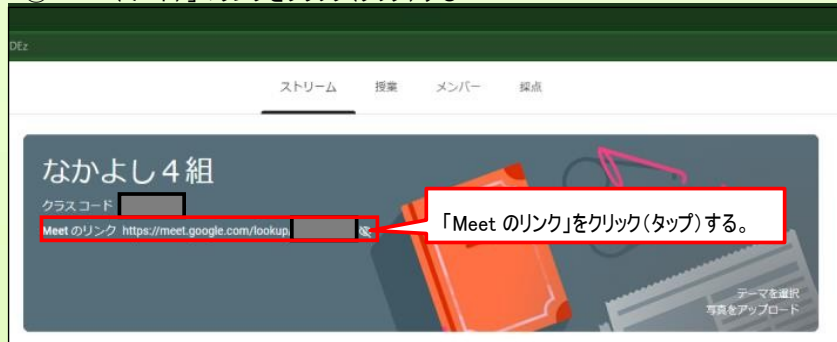 DEz
ストリーム 授業 メンバー 採点
なかよし４組
クラスコード
Meet のリンク https://meet.google.com/lookup/
「Meet のリンク」をクリック（タップ）する。
テーマを選択
写真をアップロード